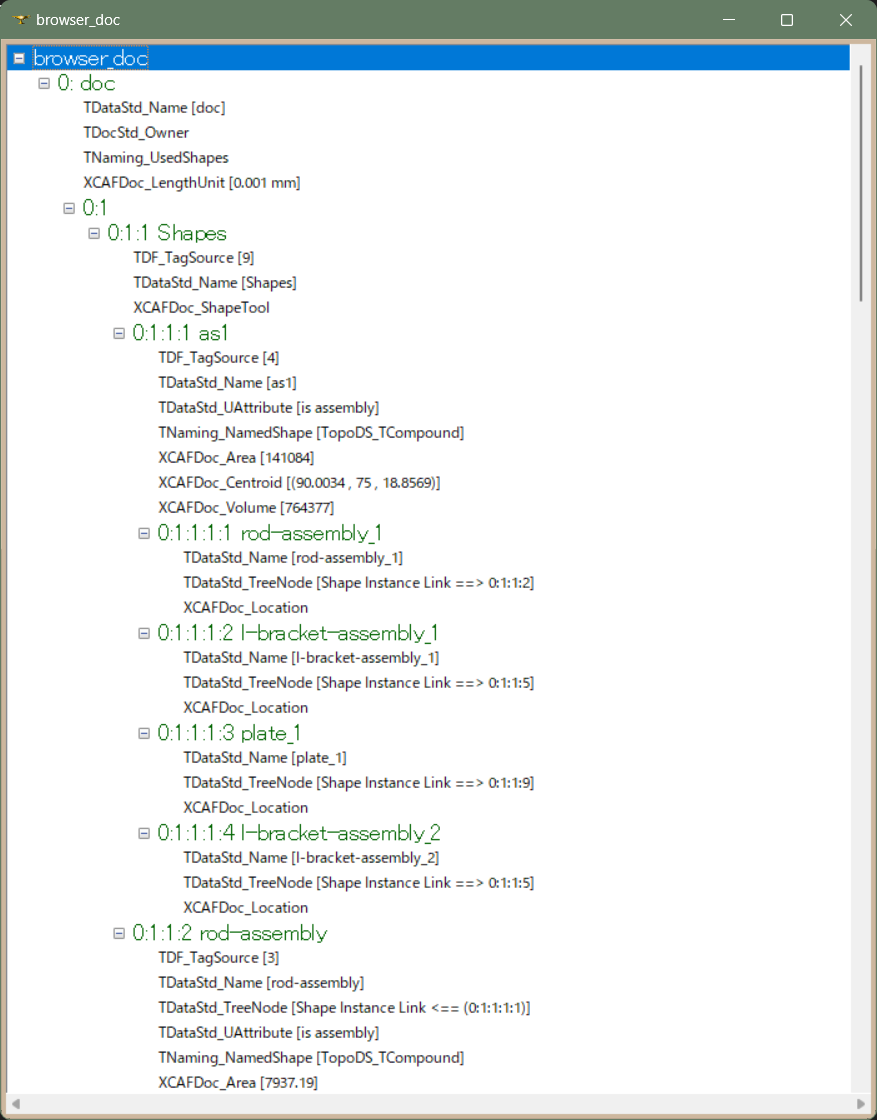 browser_doc
browser_doc
0: doc
TDataStd_Name [doc]
TDocStd_Owner
TNaming_UsedShapes
XCAFDoc_LengthUnit [0.001 mm]
0:1
0:1:1 Shapes
TDF_TagSource [9]
TDataStd_Name [Shapes]
XCAFDoc_ShapeTool
0:1:1:1 as1
TDF_TagSource [4]
TDataStd_Name [as1]
TDataStd_UAttribute [is assembly]
TNaming_NamedShape [TopoDS_TCompound]
XCAFDoc_Area [141084]
XCAFDoc_Centroid [(90.0034 , 75 , 18.8569)]
XCAFDoc_Volume [764377]
0:1:1:1:1 rod-assembly_1
TDataStd_Name [rod-assembly_1]
TDataStd_TreeNode [Shape Instance Link ==> 0:1:1:2]
XCAFDoc_Location
0:1:1:1:2 l-bracket-assembly_1
TDataStd_Name [l-bracket-assembly_1]
TDataStd_TreeNode [Shape Instance Link ==> 0:1:1:5]
XCAFDoc_Location
0:1:1:1:3 plate_1
TDataStd_Name [plate_1]
TDataStd_TreeNode [Shape Instance Link ==> 0:1:1:9]
XCAFDoc_Location
0:1:1:1:4 l-bracket-assembly_2
TDataStd_Name [l-bracket-assembly_2]
TDataStd_TreeNode [Shape Instance Link ==> 0:1:1:5]
XCAFDoc_Location
0:1:1:2 rod-assembly
TDF_TagSource [3]
TDataStd_Name [rod-assembly]
TDataStd_TreeNode [Shape Instance Link <== (0:1:1:1:1)]
TDataStd_UAttribute [is assembly]
TNaming_NamedShape [TopoDS_TCompound]
XCAFDoc_Area [7937.19]